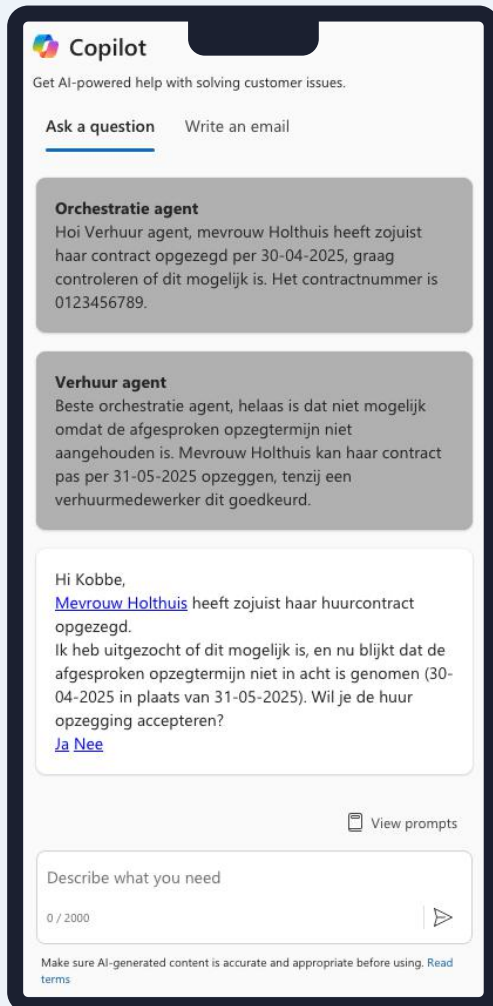 Copilot
Get AI-powered help with solving customer issues.
Ask a question Write an email
Orchestratie agent
Hoi Verhuur agent, mevrouw Holthuis heeft zojuist
haar contract opgezegd per 30-04-2025, graag
controleren of dit mogelijk is. Het contractnummer is
0123456789.
Verhuur agent
Beste orchestratie agent, helaas is dat niet mogelijk
omdat de afgesproken opzegtermijn niet
aangehouden is. Mevrouw Holthuis kan haar contract
pas per 31-05-2025 opzeggen, tenzij een
verhuurmedewerker dit goedkeurd.
Hi Kobbe,
Mevrouw Holthuis heeft zojuist haar huurcontract
opgezegd.
Ik heb uitgezocht of dit mogelijk is, en nu blijkt dat de
afgesproken opzegtermijn niet in acht is genomen (30-
04-2025 in plaats van 31-05-2025). Wil je de huur
opzegging accepteren?
Ja Nee
View prompts
Describe what you need
0 / 2000
Make sure AI-generated content is accurate and appropriate before using. Read
terms